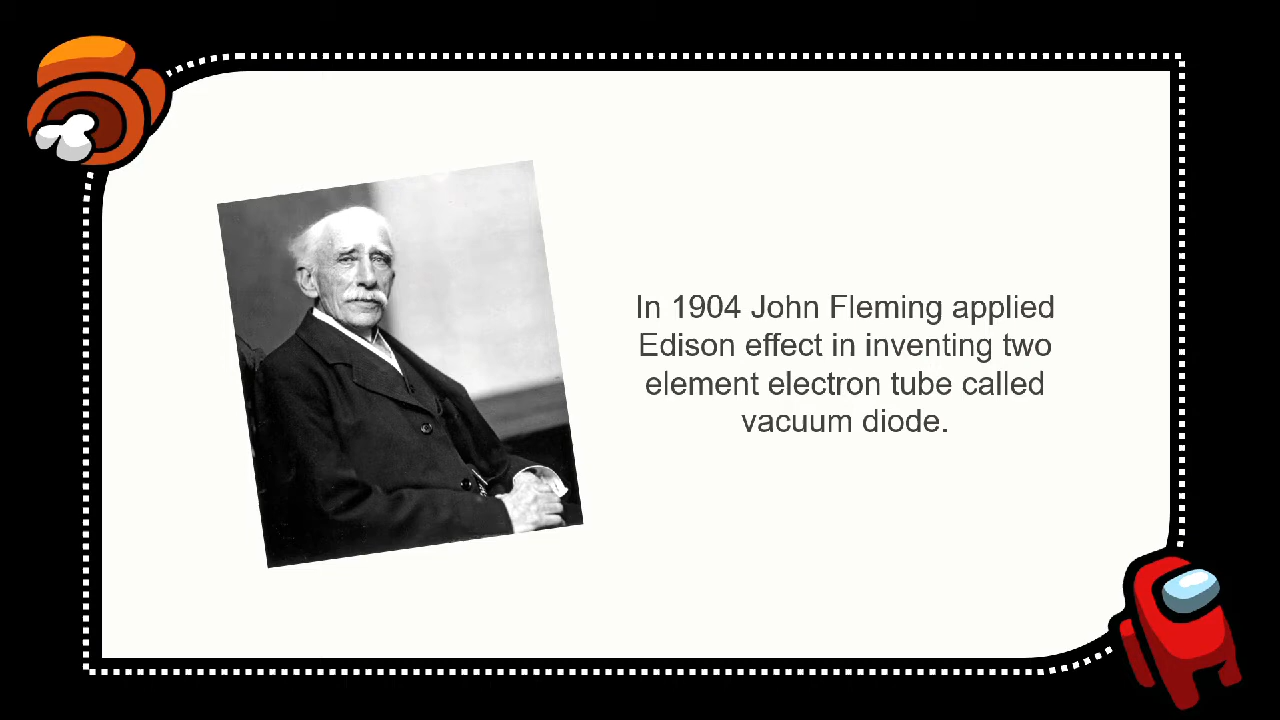 In 1904 John Fleming applied
Edison effect in inventing two
element electron tube called
vacuum diode.